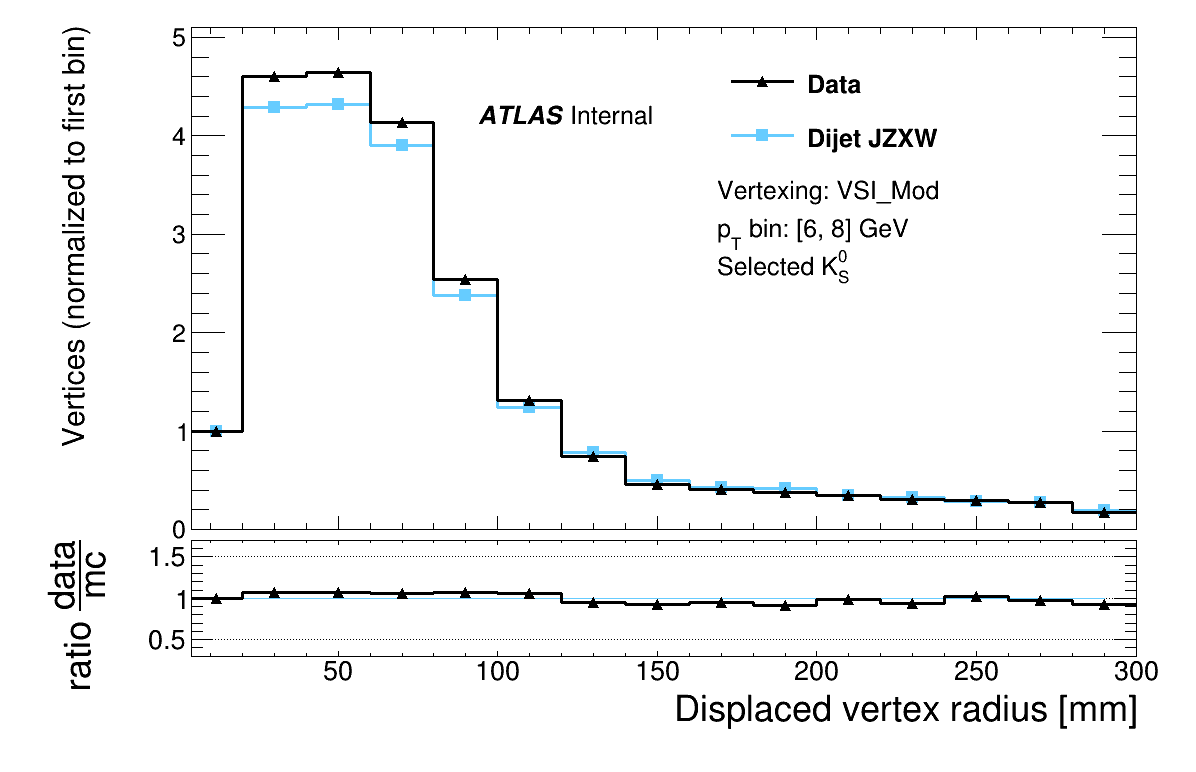 Vertices (normalized to first bin)
5
4
3
2
1
0
ATLAS Internal
Data
Dijet JZXW
Vertexing: VSI_Mod
p_T bin: [6, 8] GeV
Selected K_S^0
ratio data/mc
1.5
1
0.5
50 100 150 200 250 300
Displaced vertex radius [mm]